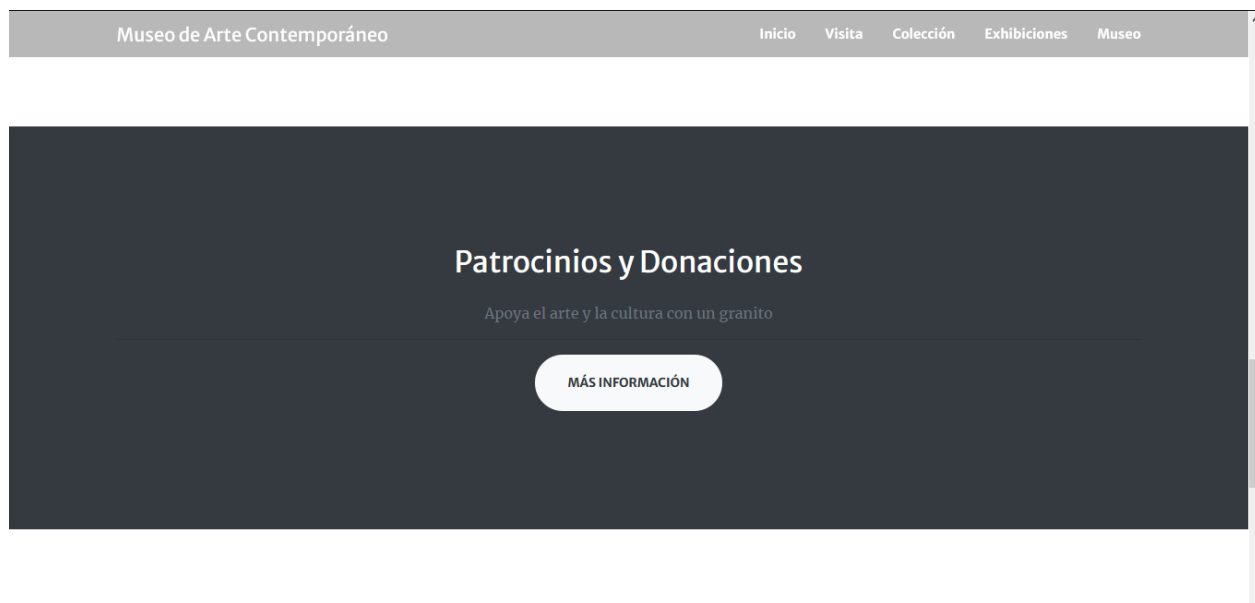 Museo de Arte Contemporáneo Inicio Visita Colección Exhibiciones Museo
Patrocinios y Donaciones
Apoya el arte y la cultura con un granito
MÁS INFORMACIÓN